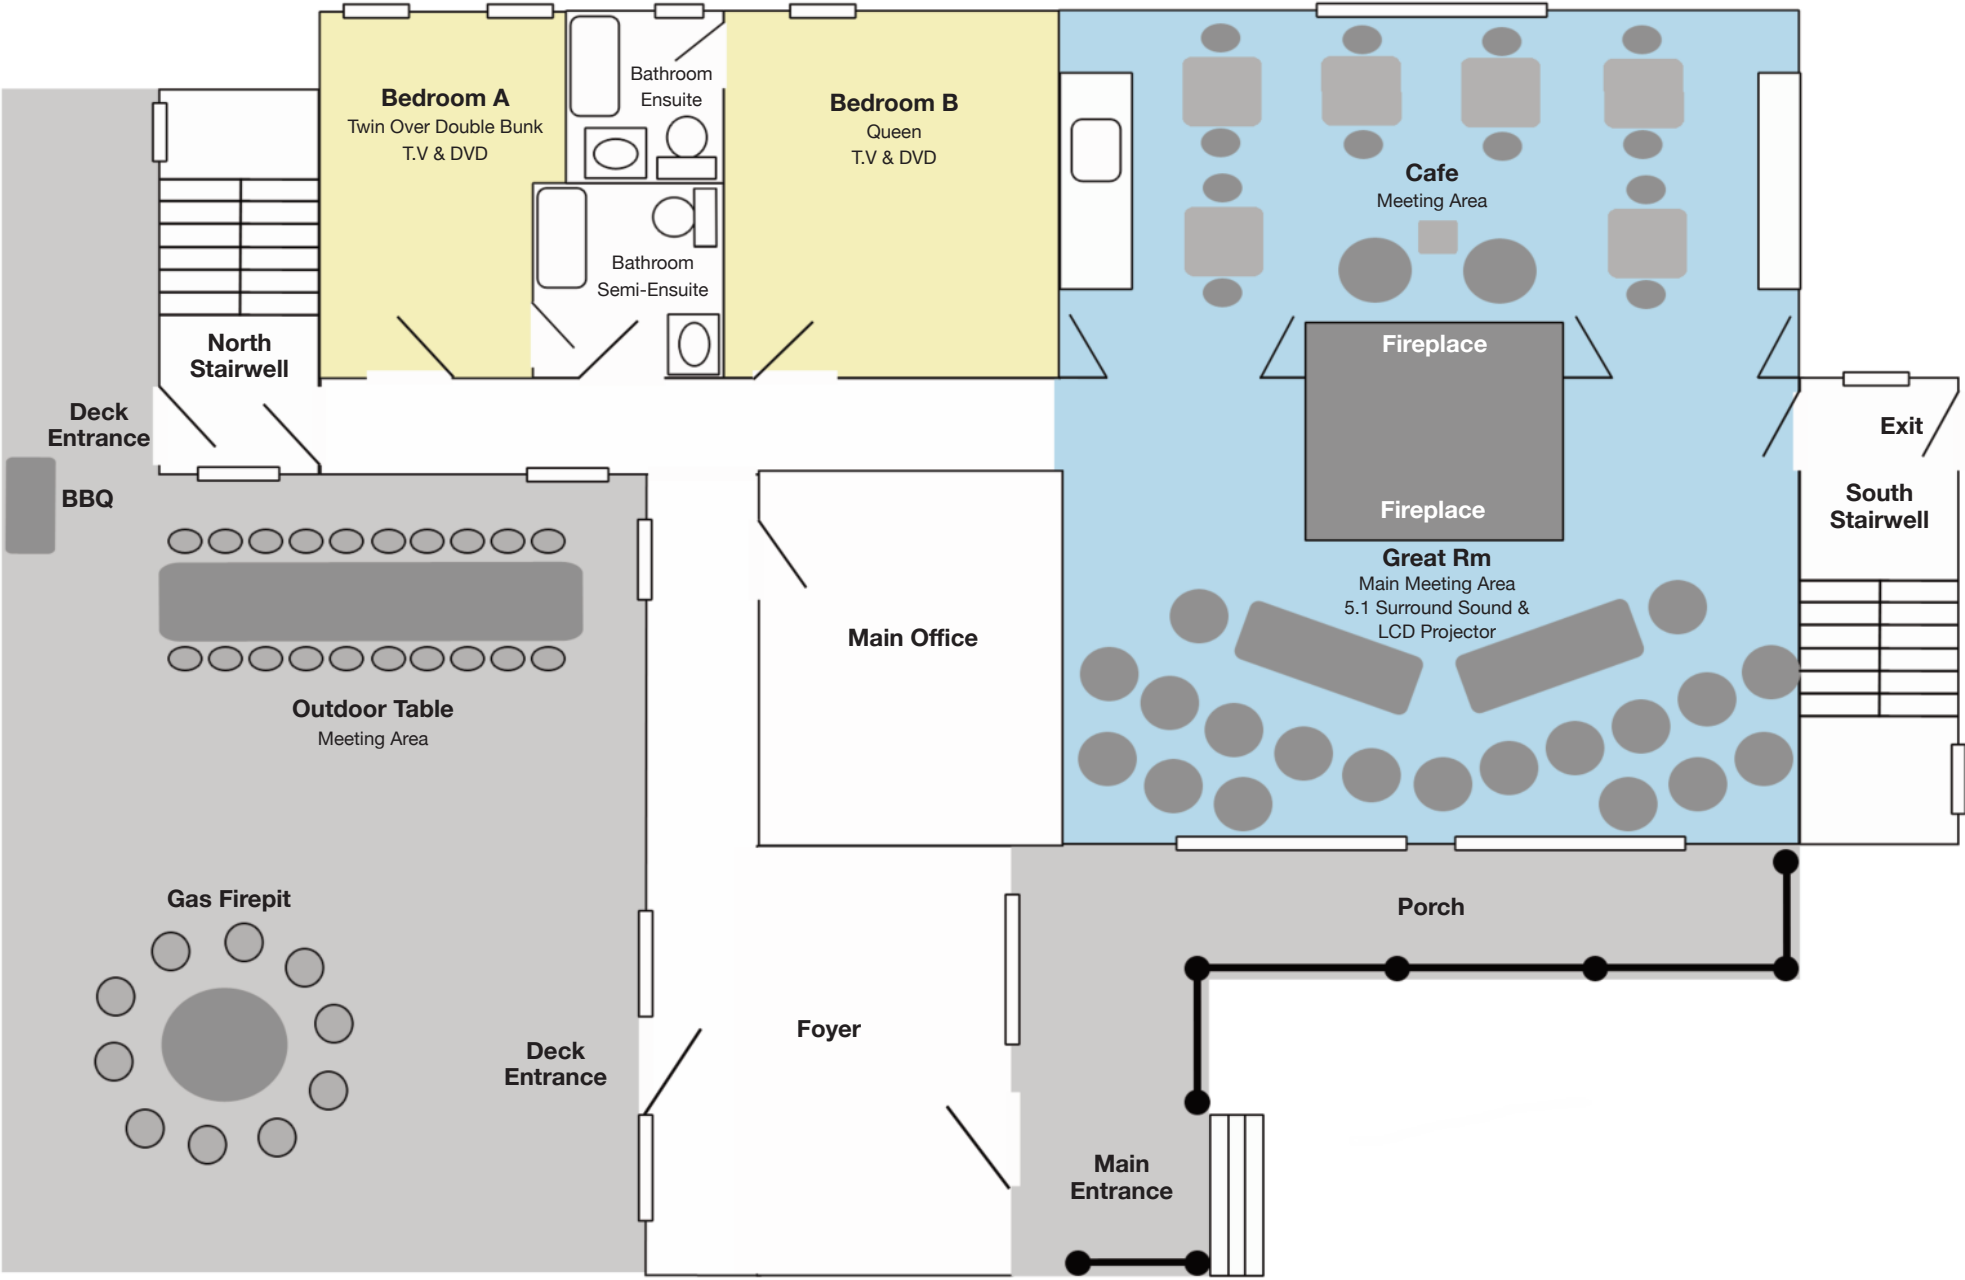 Bedroom A
Twin Over Double Bunk
T.V & DVD
Bathroom
Ensuite
Bedroom B
Queen
T.V & DVD
Cafe
Meeting Area
Bathroom
Semi-Ensuite
North
Stairwell
Fireplace
Deck
Entrance
Exit
BBQ
South
Stairwell
Fireplace
Great Rm
Main Meeting Area
5.1 Surround Sound &
LCD Projector
Main Office
Outdoor Table
Meeting Area
Gas Firepit
Porch
Foyer
Deck
Entrance
Main
Entrance